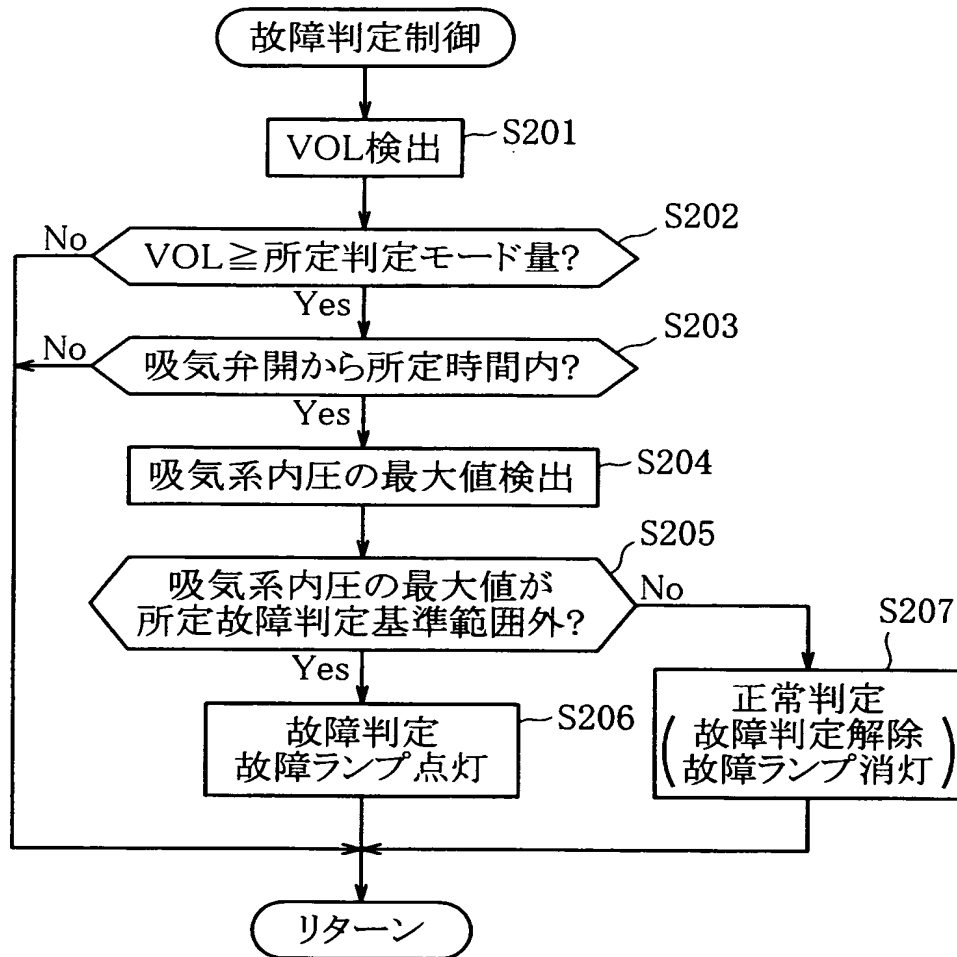 故障判定制御
VOL検出
S201
VOL≧所定判定モード量?
S202
No
Yes
吸気弁開から所定時間内?
S203
No
Yes
吸気系内圧の最大値検出
S204
吸気系内圧の最大値が
所定故障判定基準範囲外?
S205
No
Yes
故障判定
故障ランプ点灯
S206
正常判定
(故障判定解除
故障ランプ消灯)
S207
リターン